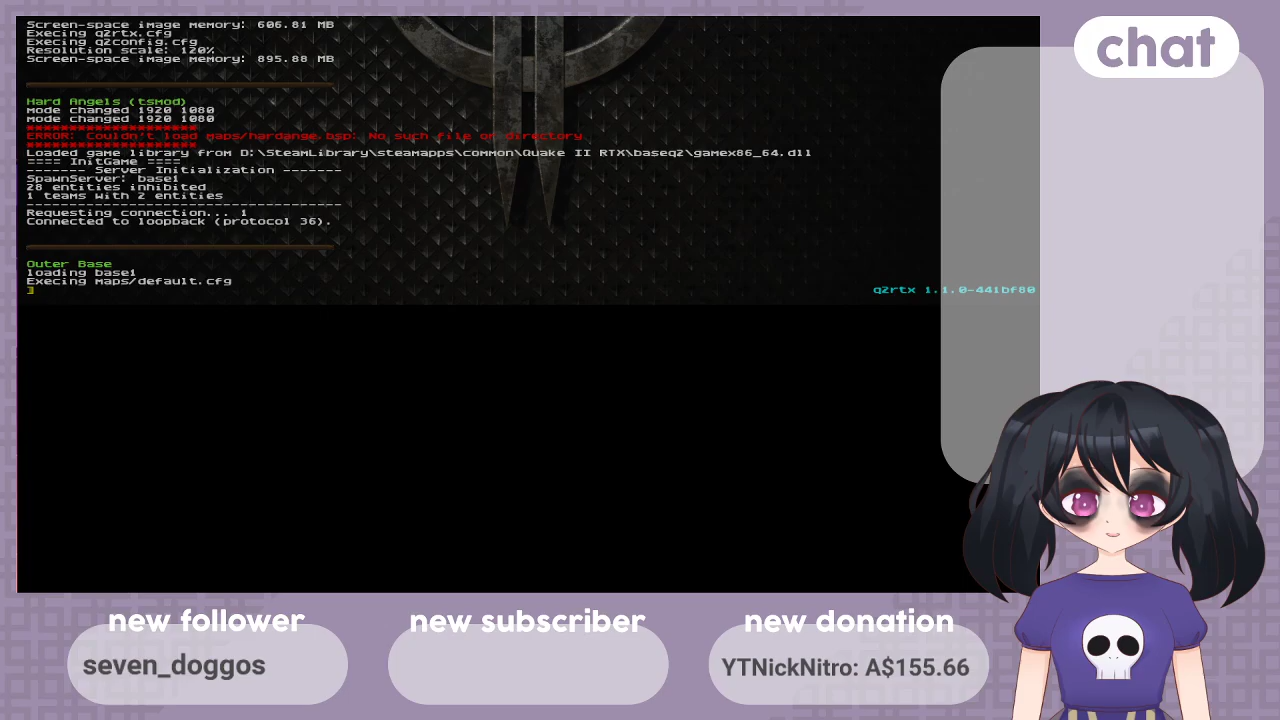 Screen-space image memory: 606.81 MB
Execing q2rtx.cfg
Execing q2config.cfg
Resolution scale: 120%
Screen-space image memory: 895.88 MB
Hard Angels (tsmod)
mode changed 1920 1080
mode changed 1920 1080
********************
ERROR: Couldn't load maps/hardange.bsp: No such file or directory
********************
Loaded game library from D:\SteamLibrary\steamapps\common\Quake II RTX\baseq2\gamex86_64.dll
==== InitGame ====
------- Server Initialization -------
SpawnServer: base1
28 entities inhibited
1 teams with 2 entities
-------------------------------------
Requesting connection... 1
Connected to loopback (protocol 36).
Outer Base
loading base1
Execing maps/default.cfg
]
q2rtx 1.1.0-441bf80
chat
new follower
seven_doggos
new subscriber
new donation
YTNickNitro: A$155.66